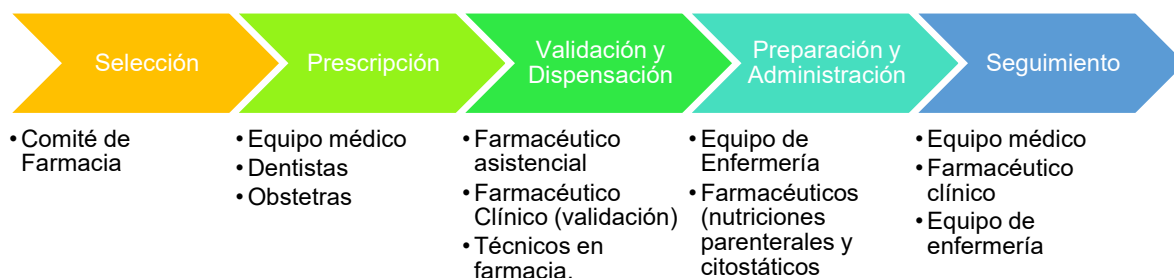 Selección
Prescripción
Validación y
Dispensación
Preparación y
Administración
Seguimiento
• Comité de
Farmacia
• Equipo médico
• Dentistas
• Obstetras
• Farmacéutico
asistencial
• Farmacéutico
Clínico (validación)
• Técnicos en
farmacia.
• Equipo de
Enfermería
• Farmacéuticos
(nutriciones
parenterales y
citostáticos
• Equipo médico
• Farmacéutico
clínico
• Equipo de
enfermería